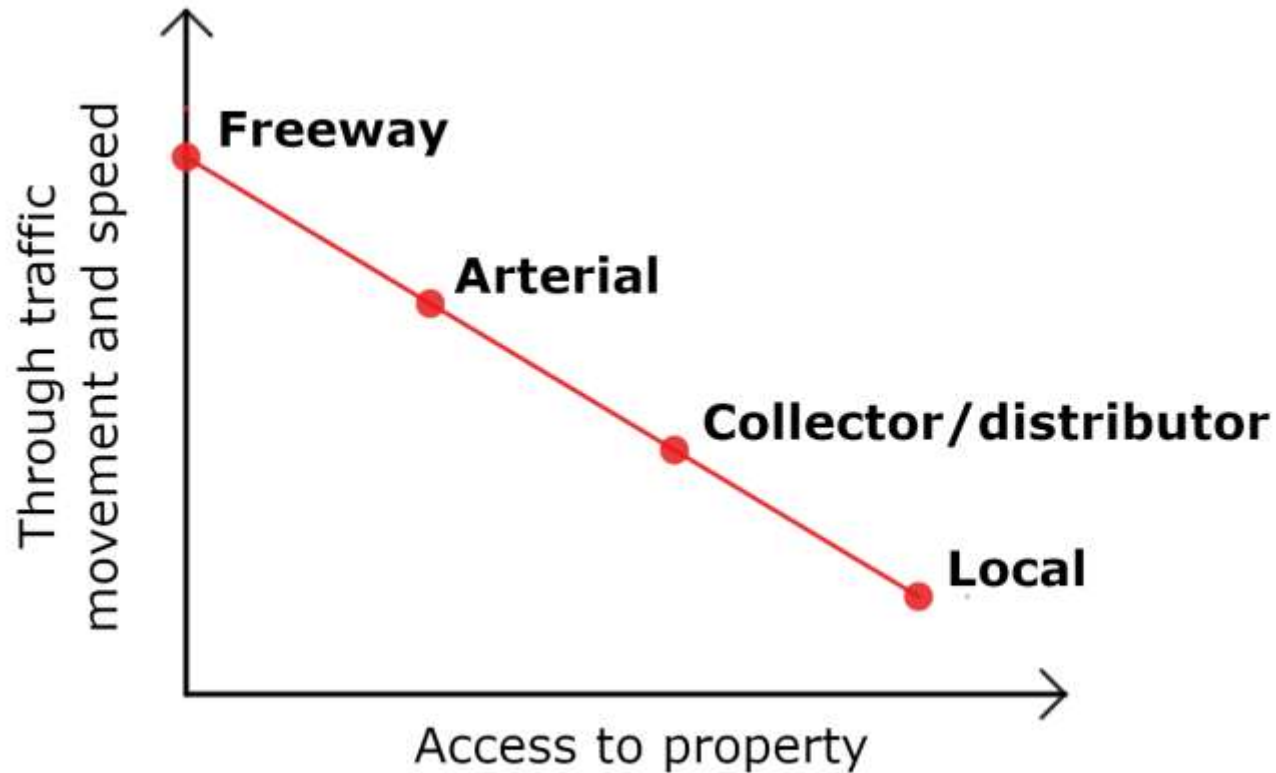 Through traffic
movement and speed
Freeway
Arterial
Collector/distributor
Local
Access to property